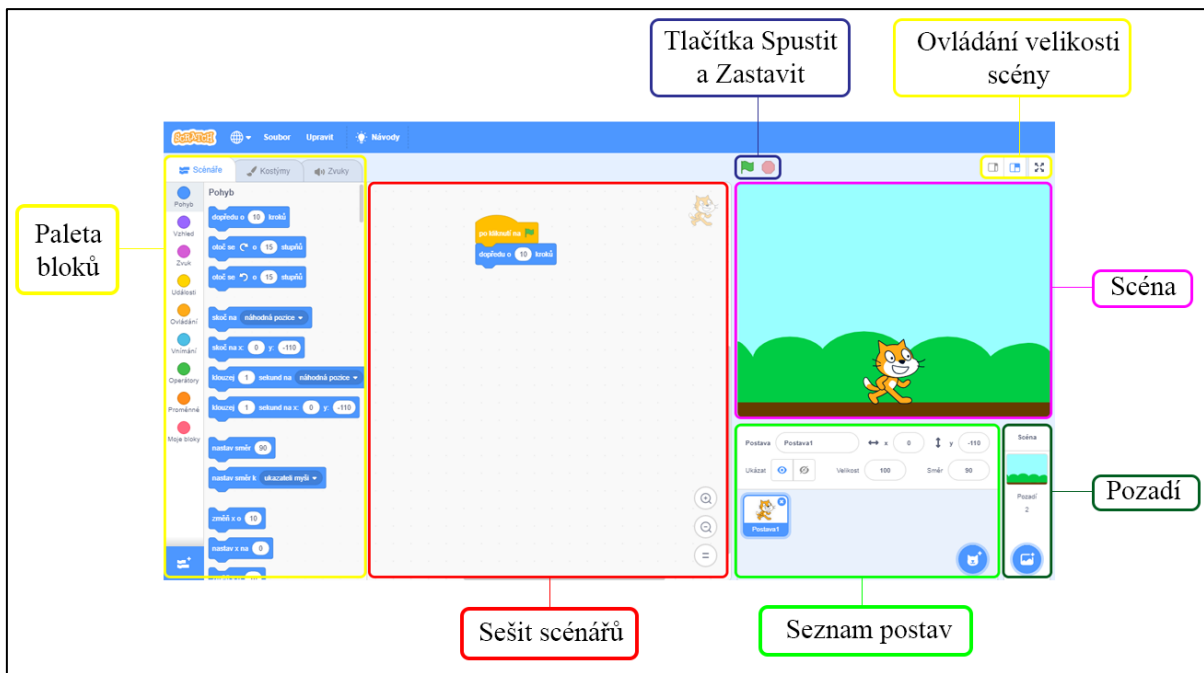 Tlačítka Spustit
a Zastavit
Ovládání velikosti
scény
SCRATCH
Soubor Upravit Návody
Scénáře Kostýmy Zvuky
Pohyb
Vzhled
Zvuk
Události
Ovládání
Vnímání
Operátory
Proměnné
Moje bloky
Pohyb
dopředu o 10 kroků
otoč se o 15 stupňů
otoč se o 15 stupňů
skoč na náhodná pozice
skoč na x: 0 y: -110
klouzej 1 sekund na náhodná pozice
klouzej 1 sekund na x: 0 y: -110
nastav směr 90
nastav směr k ukazateli myši
změň x o 10
nastav x na 0
po kliknutí na
dopředu o 10 kroků
Paleta
bloků
Scéna
Postava Postava1 x 0 y -110
Ukázat Velikost 100 Směr 90
Postava1
Scéna
Pozadí
2
Pozadí
Sešit scénářů
Seznam postav